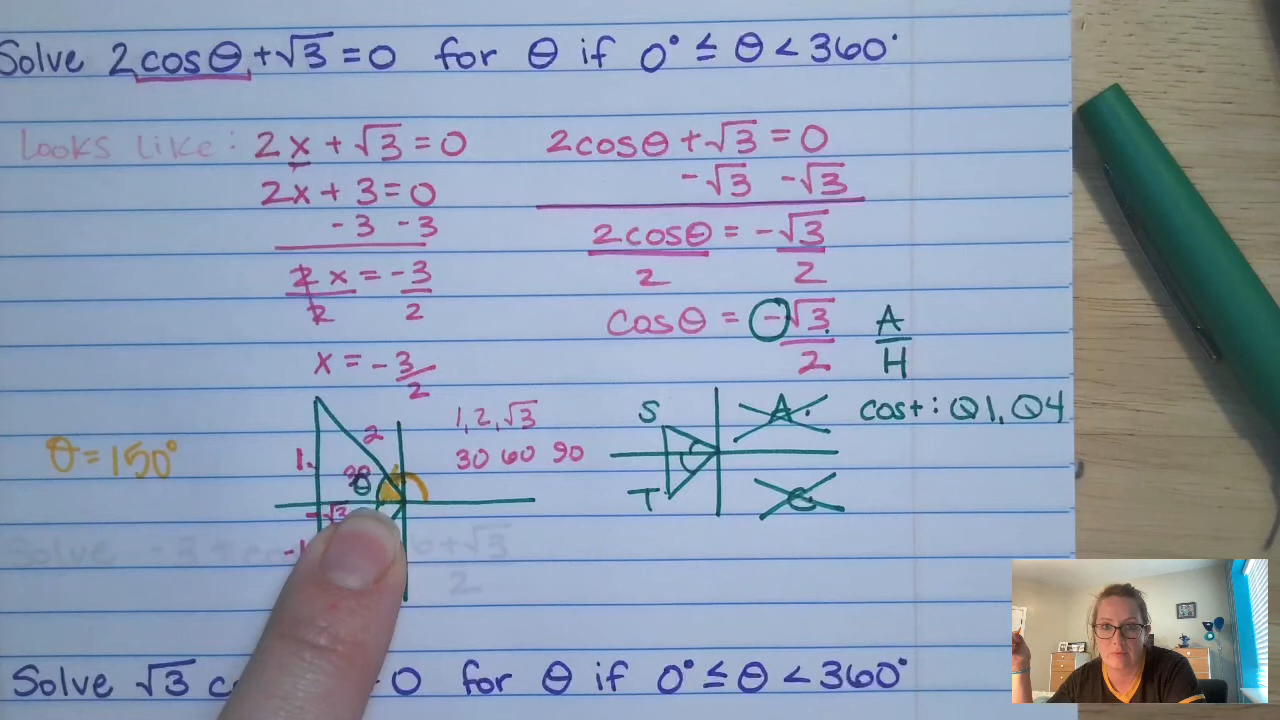 Solve 2cosθ+√3=0 for θ if 0°≤θ<360°
Looks like: 2x+√3=0
2x+3=0
-3 -3
2x=-3
2 2
x=-3/2
2cosθ+√3=0
-√3 -√3
2cosθ=-√3
2 2
cosθ=-√3
2
A
H
θ=150°
2
1
30
θ
-√3
-1
1,2,√3
30 60 90
S A
T C
cos+: Q1, Q4
Solve √3 c 0 for θ if 0°≤θ<360°